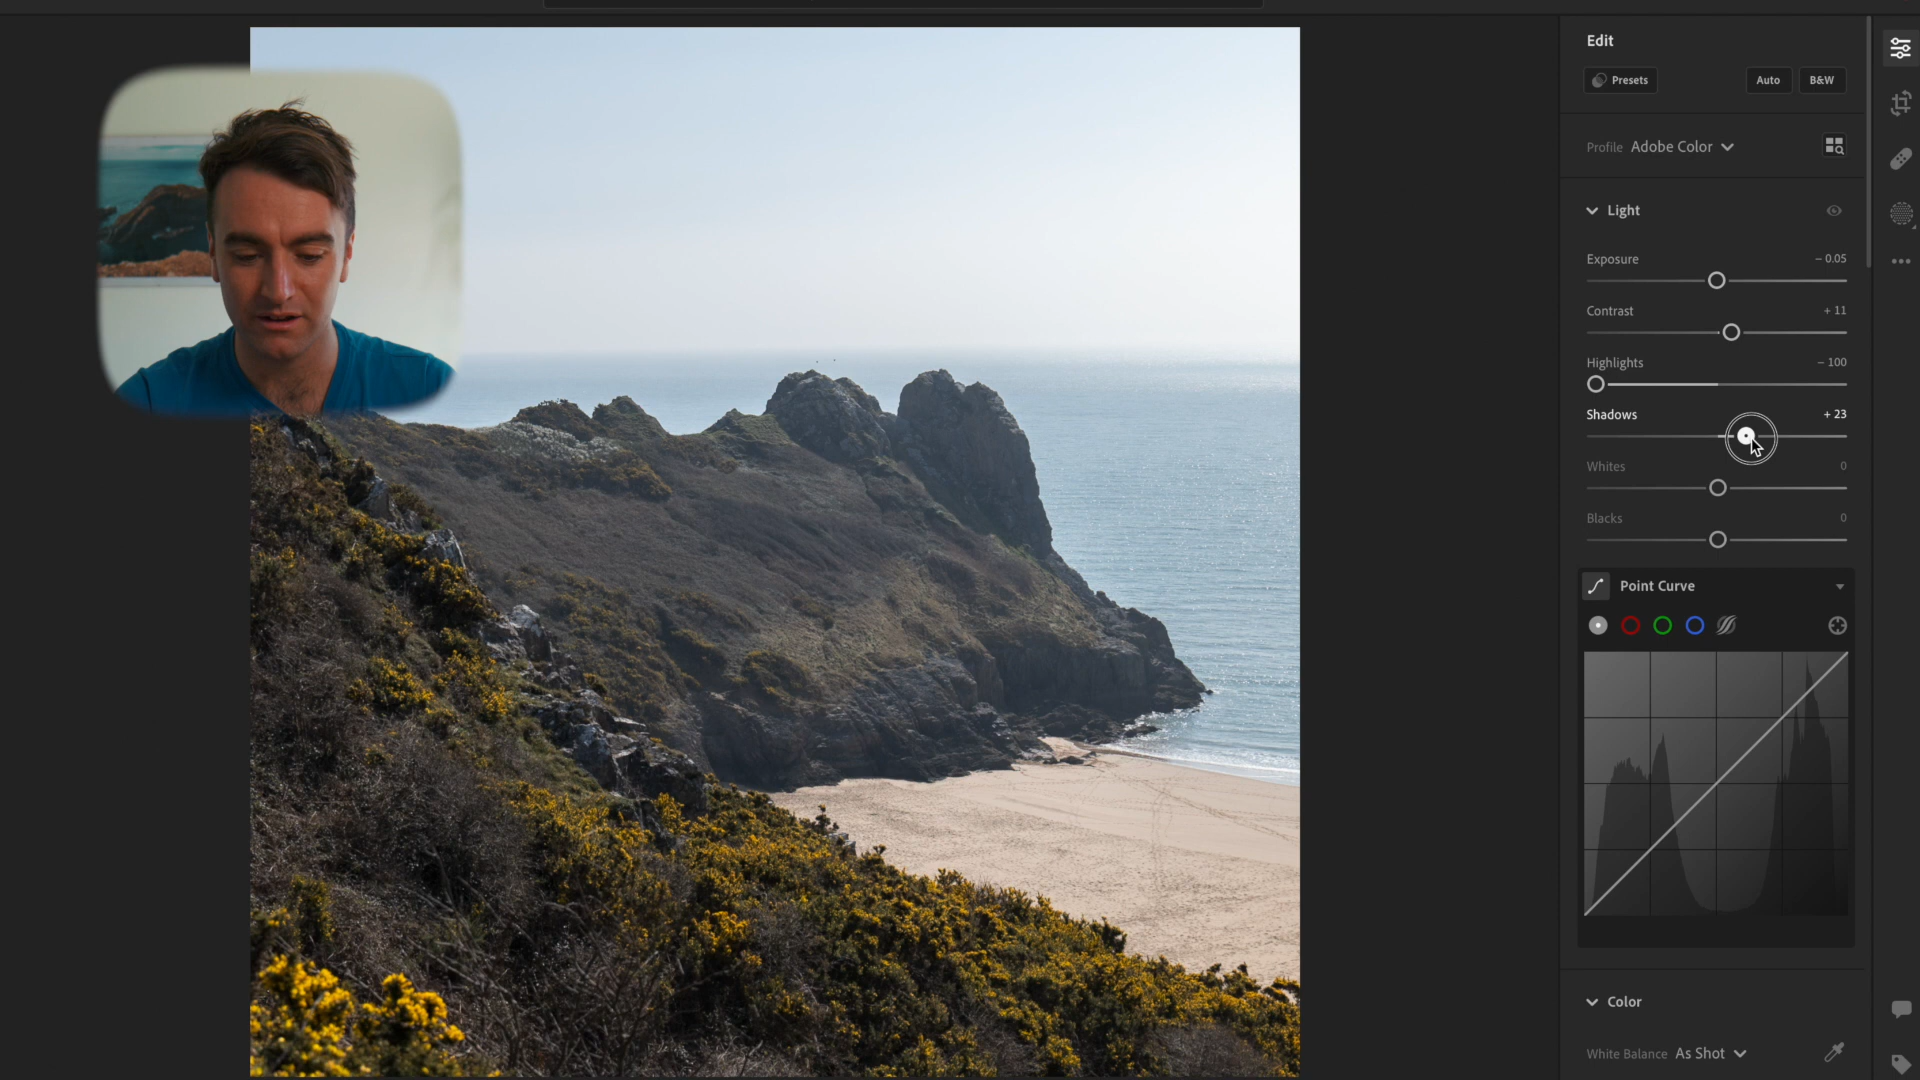 Edit
Presets Auto B&W
Profile Adobe Color
Light
Exposure − 0.05
Contrast + 11
Highlights − 100
Shadows + 23
Whites 0
Blacks 0
Point Curve
Color
White Balance As Shot